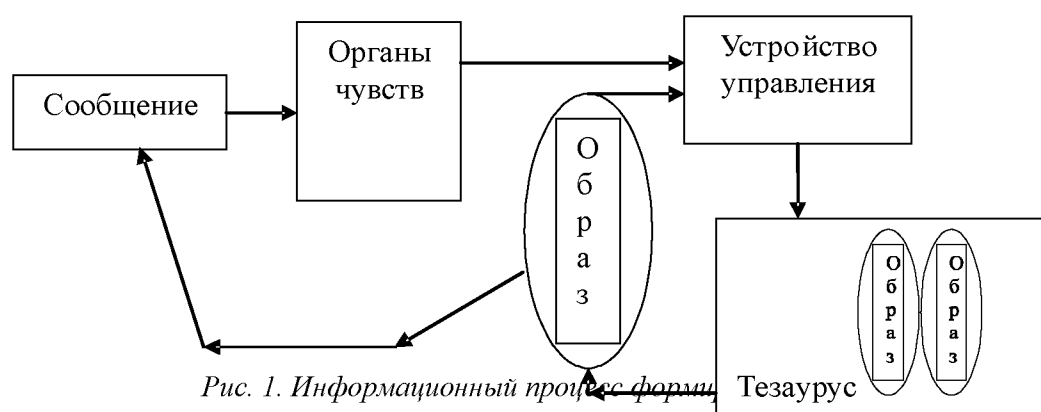 Сообщение
Органы
чувств
Устройство
управления
О
б
р
а
з
О
б
р
а
з
О
б
р
а
з
Тезаурус
Рис. 1. Информационный процесс